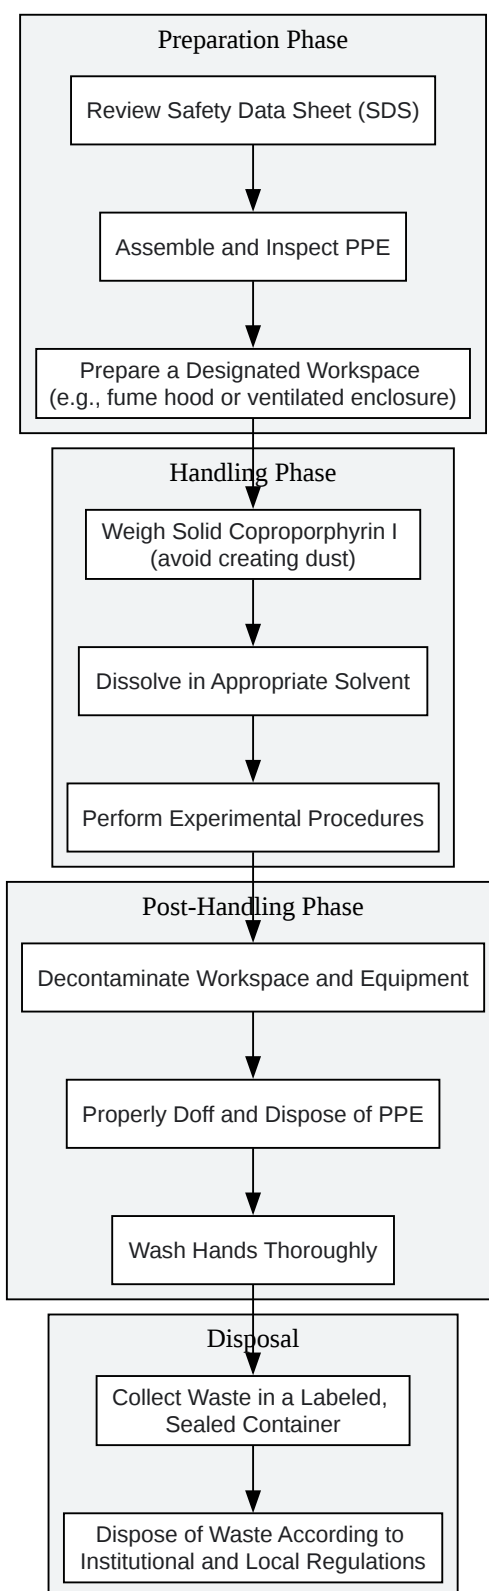 Preparation Phase
Review Safety Data Sheet (SDS)
Assemble and Inspect PPE
Prepare a Designated Workspace
(e.g., fume hood or ventilated enclosure)
Handling Phase
Weigh Solid Coproporphyrin I
(avoid creating dust)
Dissolve in Appropriate Solvent
Perform Experimental Procedures
Post-Handling Phase
Decontaminate Workspace and Equipment
Properly Doff and Dispose of PPE
Wash Hands Thoroughly
Disposal
Collect Waste in a Labeled,
Sealed Container
Dispose of Waste According to
Institutional and Local Regulations